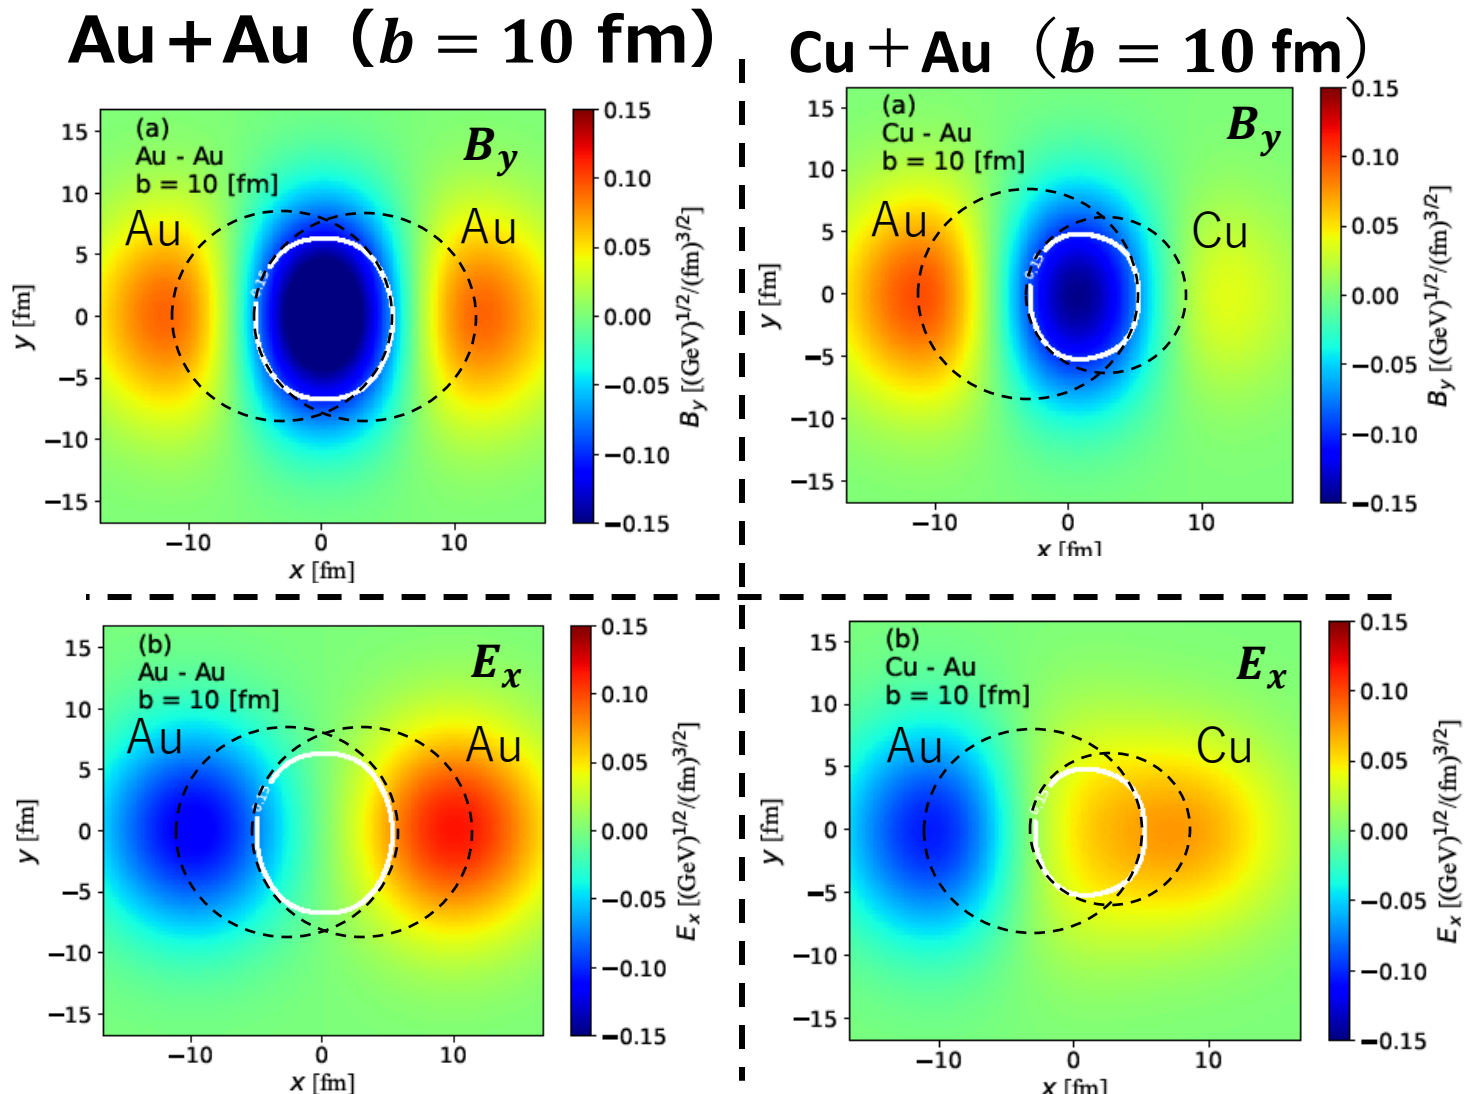 Au+Au（b = 10 fm）
Cu＋Au（b = 10 fm）
(a)
Au - Au
b = 10 [fm]
B_y
Au
Au
15
10
5
0
−5
−10
−15
y [fm]
−10
0
10
x [fm]
0.15
0.10
0.05
0.00
−0.05
−0.10
−0.15
B_y [(GeV)^{1/2}/(fm)^{3/2}]
(a)
Cu - Au
b = 10 [fm]
B_y
Au
Cu
15
10
5
0
−5
−10
−15
y [fm]
−10
0
10
x [fm]
0.15
0.10
0.05
0.00
−0.05
−0.10
−0.15
B_y [(GeV)^{1/2}/(fm)^{3/2}]
(b)
Au - Au
b = 10 [fm]
E_x
Au
Au
15
10
5
0
−5
−10
−15
y [fm]
−10
0
10
x [fm]
0.15
0.10
0.05
0.00
−0.05
−0.10
−0.15
E_x [(GeV)^{1/2}/(fm)^{3/2}]
(b)
Cu - Au
b = 10 [fm]
E_x
Au
Cu
15
10
5
0
−5
−10
−15
y [fm]
−10
0
10
x [fm]
0.15
0.10
0.05
0.00
−0.05
−0.10
−0.15
E_x [(GeV)^{1/2}/(fm)^{3/2}]